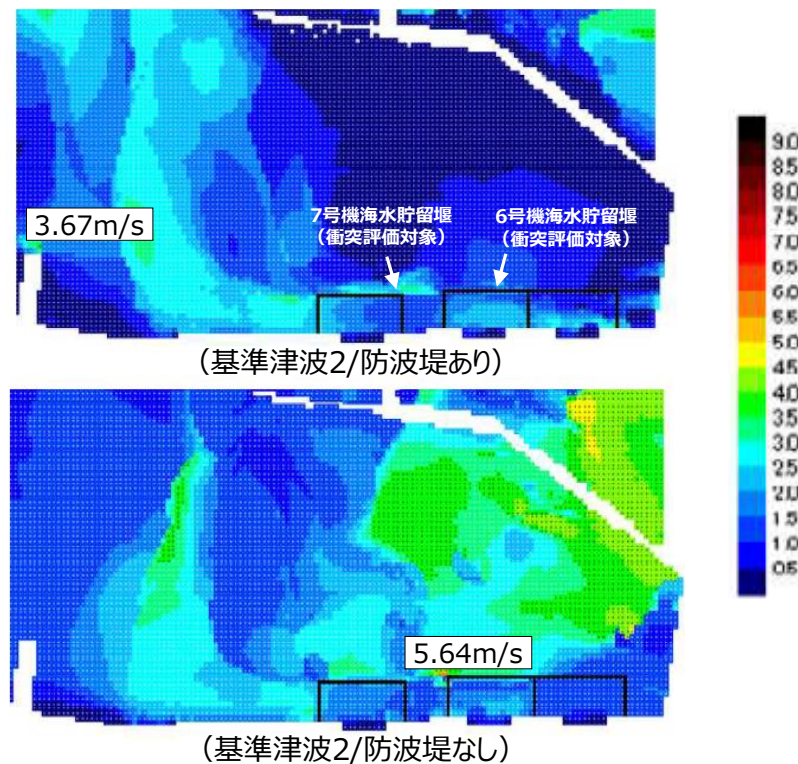 3.67m/s
7号機海水貯留堰
（衝突評価対象）
6号機海水貯留堰
（衝突評価対象）
（基準津波2/防波堤あり）
5.64m/s
（基準津波2/防波堤なし）
9.0
8.5
8.0
7.5
7.0
6.5
6.0
5.5
5.0
4.5
4.0
3.5
3.0
2.5
2.0
1.5
1.0
0.5